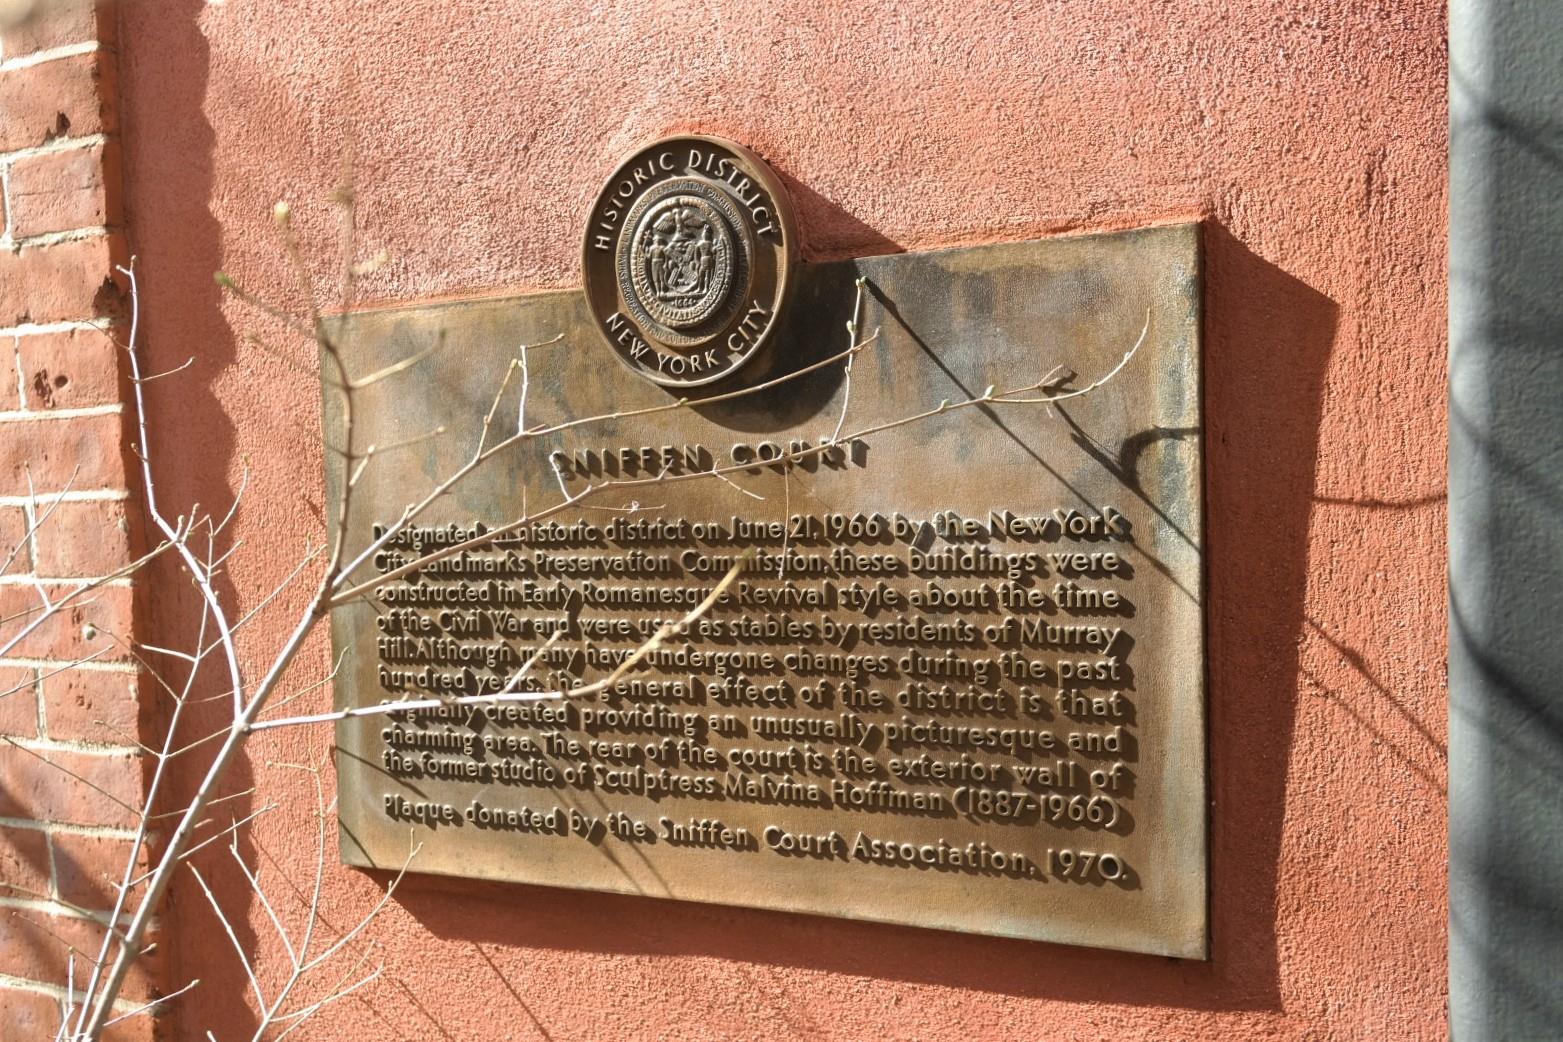 HISTORIC DISTRICT
NEW YORK CITY
SNIFFEN COURT
Designated an historic district on June 21, 1966 by the New York
City Landmarks Preservation Commission, these buildings were
constructed in Early Romanesque Revival style about the time
of the Civil War and were used as stables by residents of Murray
Hill. Although many have undergone changes during the past
hundred years, the general effect of the district is that
originally created providing an unusually picturesque and
charming area. The rear of the court is the exterior wall of
the former studio of Sculptress Malvina Hoffman (1887-1966)
Plaque donated by the Sniffen Court Association, 1970.